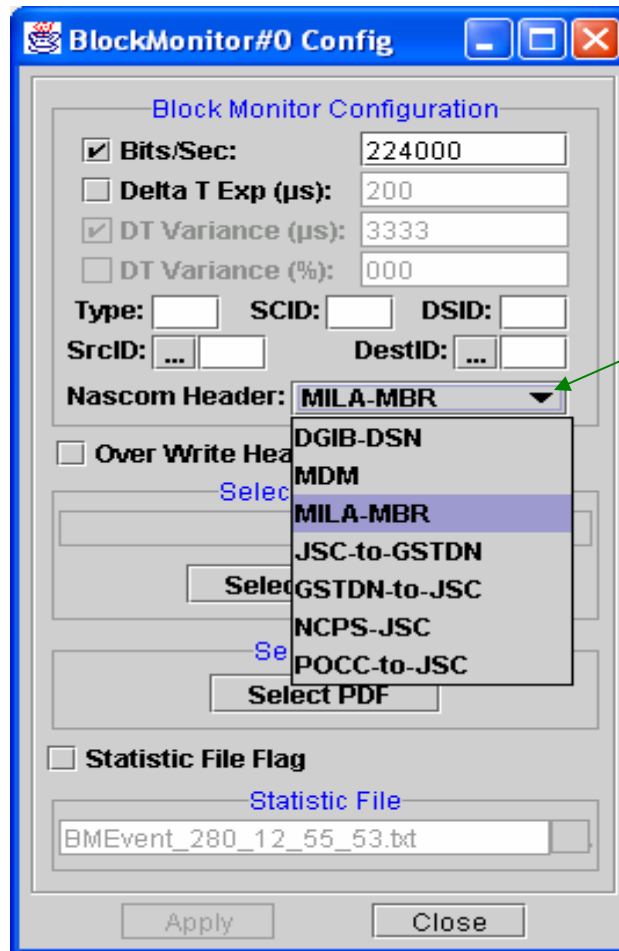 BlockMonitor#0 Config
Block Monitor Configuration
Bits/Sec: 224000
Delta T Exp (µs): 200
DT Variance (µs): 3333
DT Variance (%): 000
Type: SCID: DSID:
SrcID: ... DestID: ...
Nascom Header: MILA-MBR
DGIB-DSN
Over Write Hea
MDM
Selec
MILA-MBR
JSC-to-GSTDN
Selec
GSTDN-to-JSC
NCPS-JSC
Se
POCC-to-JSC
Select PDF
Statistic File Flag
Statistic File
BMEvent_280_12_55_53.txt
Apply Close